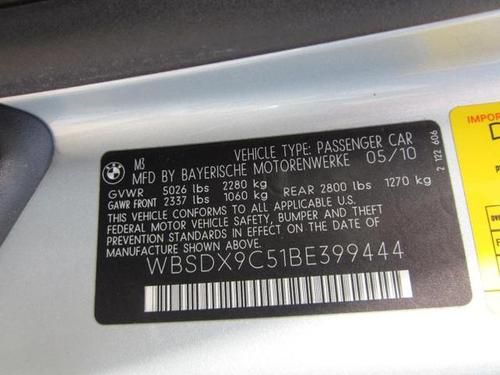 BMW
M3
VEHICLE TYPE: PASSENGER CAR
MFD BY BAYERISCHE MOTORENWERKE 05/10
GVWR 5026 lbs 2280 kg
GAWR FRONT 2337 lbs 1060 kg REAR 2800 lbs 1270 kg
THIS VEHICLE CONFORMS TO ALL APPLICABLE
FEDERAL MOTOR VEHICLE SAFETY, BUMPER AND THEFT
PREVENTION STANDARDS IN EFFECT ON THE DATE OF
MANUFACTURE SHOWN ABOVE.
WBSDX9C51BE399444
2 122 606